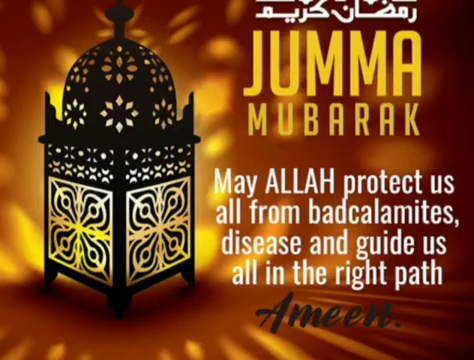 رمضان كريم
JUMMA
MUBARAK
May ALLAH protect us
all from badcalamites,
disease and guide us
all in the right path
Ameen.